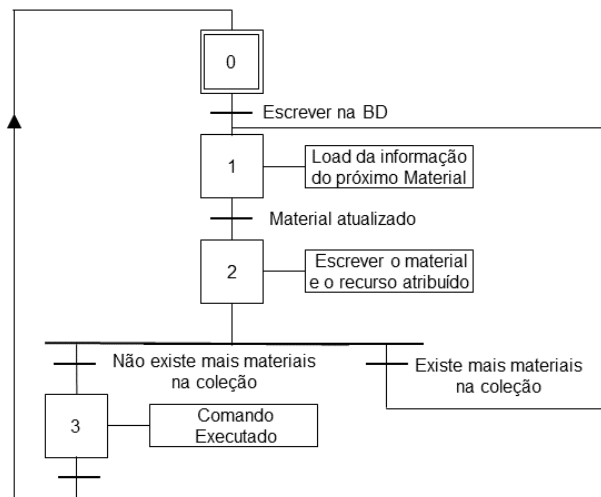 0
Escrever na BD
1
Load da informação
do próximo Material
Material atualizado
2
Escrever o material
e o recurso atribuído
Não existe mais materiais
na coleção
Existe mais materiais
na coleção
3
Comando
Executado